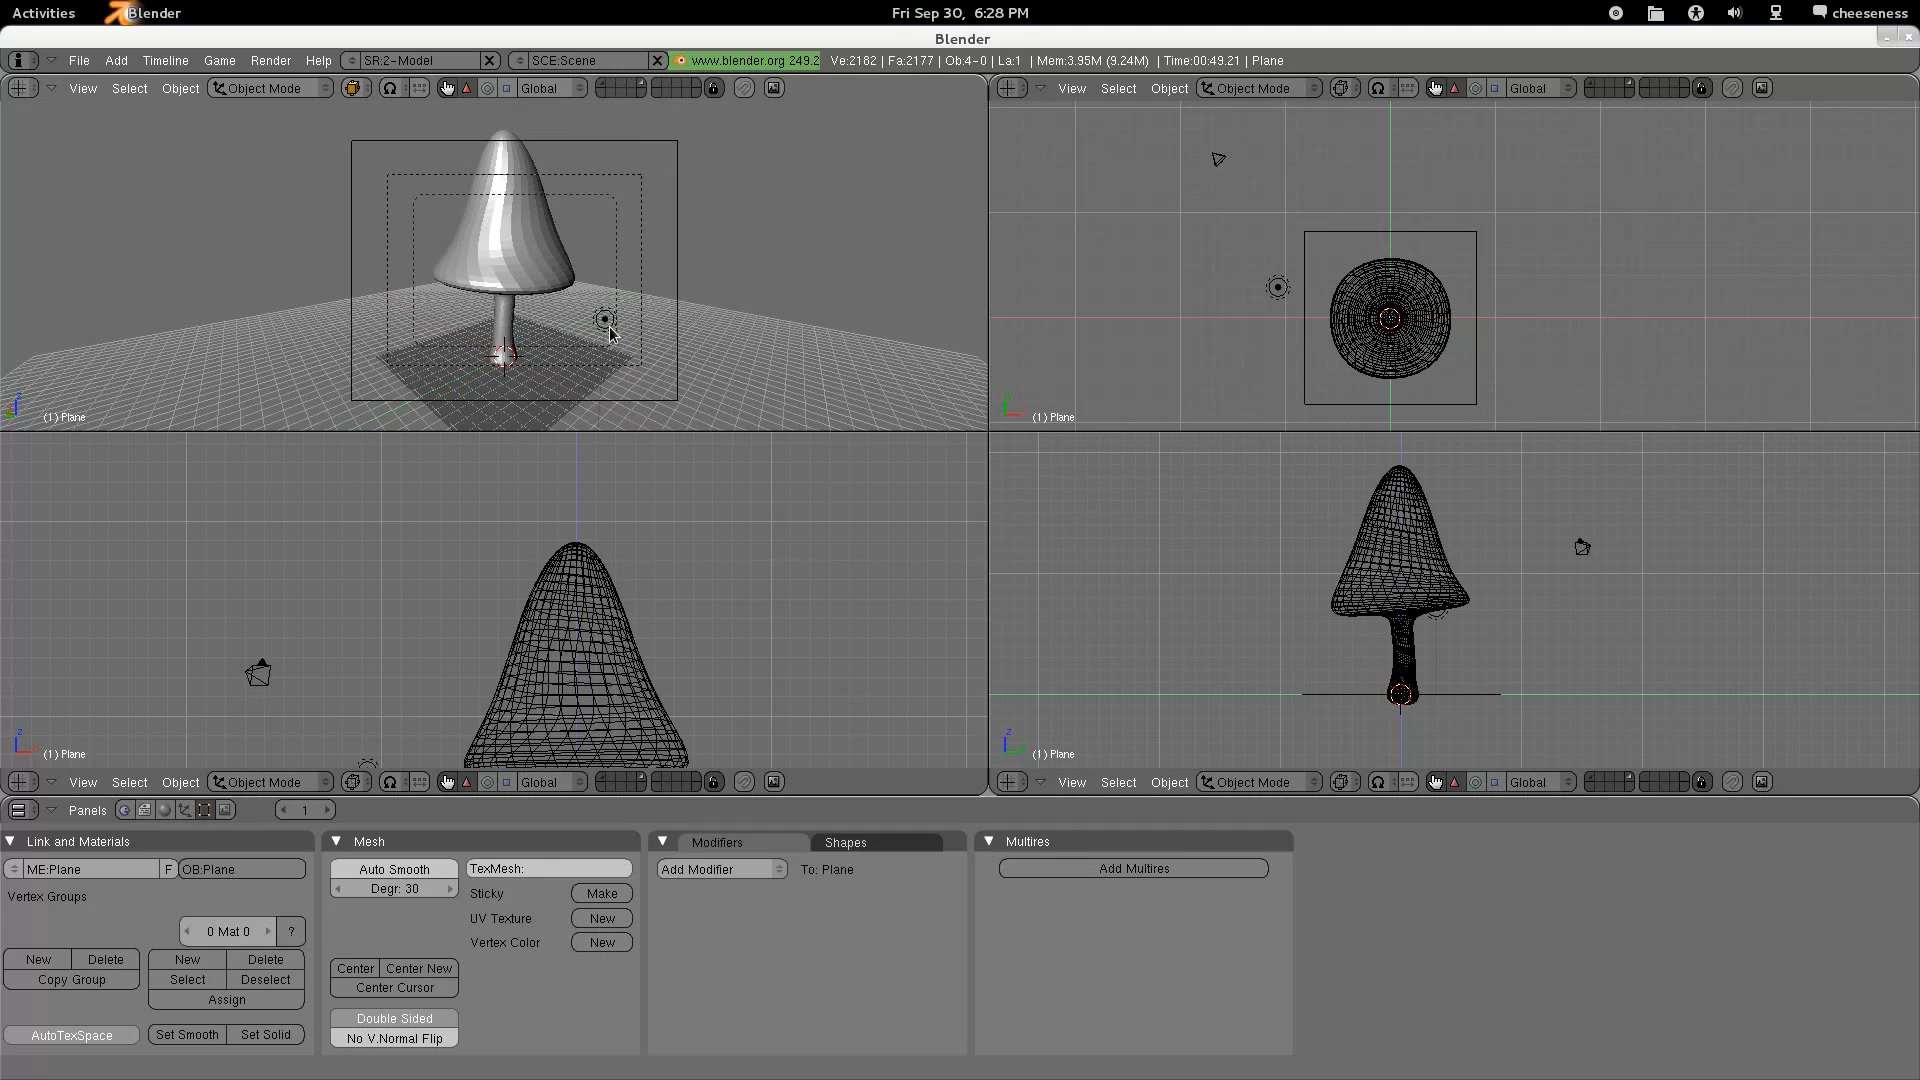 Activities Blender Fri Sep 30, 6:28 PM cheeseness
Blender
File Add Timeline Game Render Help SR:2-Model SCE:Scene www.blender.org 249.2 Ve:2182 | Fa:2177 | Ob:4-0 | La:1 | Mem:3.95M (9.24M) | Time:00:49.21 | Plane
View Select Object Object Mode Global View Select Object Object Mode Global
z
(1) Plane (1) Plane
z z
(1) Plane (1) Plane
View Select Object Object Mode Global View Select Object Object Mode Global
Panels 1
Link and Materials Mesh Modifiers Shapes Multires
ME:Plane F OB:Plane Auto Smooth TexMesh: Add Modifier To: Plane Add Multires
Degr: 30
Vertex Groups Sticky Make
UV Texture New
0 Mat 0 ? Vertex Color New
New Delete New Delete Center Center New
Copy Group Select Deselect Center Cursor
Assign
Double Sided
AutoTexSpace Set Smooth Set Solid No V.Normal Flip